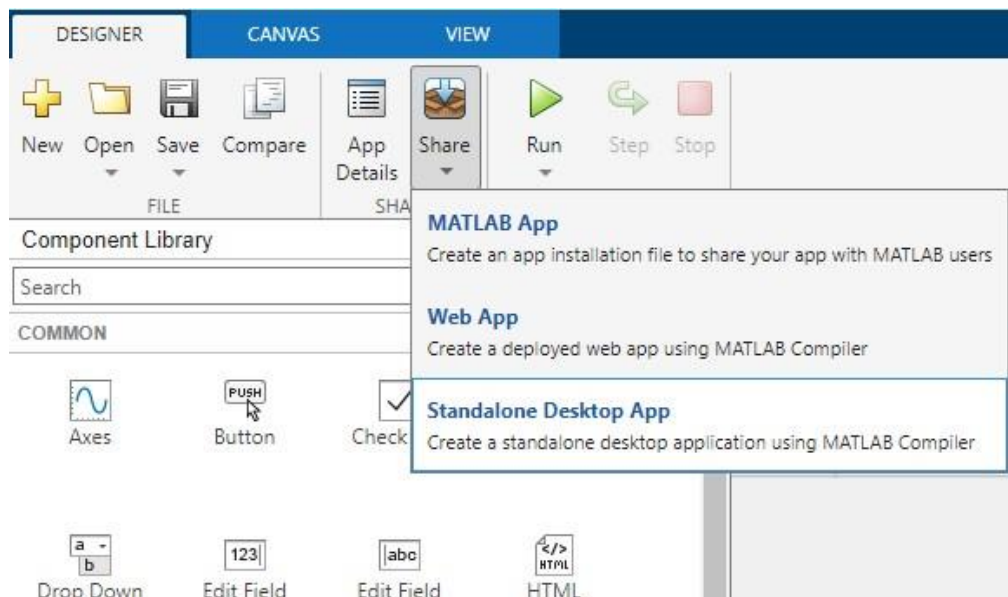 DESIGNER CANVAS VIEW
New Open Save Compare App Details Share Run Step Stop
FILE SHA
MATLAB App
Create an app installation file to share your app with MATLAB users
Web App
Create a deployed web app using MATLAB Compiler
Standalone Desktop App
Create a standalone desktop application using MATLAB Compiler
Component Library
Search
COMMON
PUSH
Axes Button Check
a b 123 abc </> HTML
Drop Down Edit Field Edit Field HTML